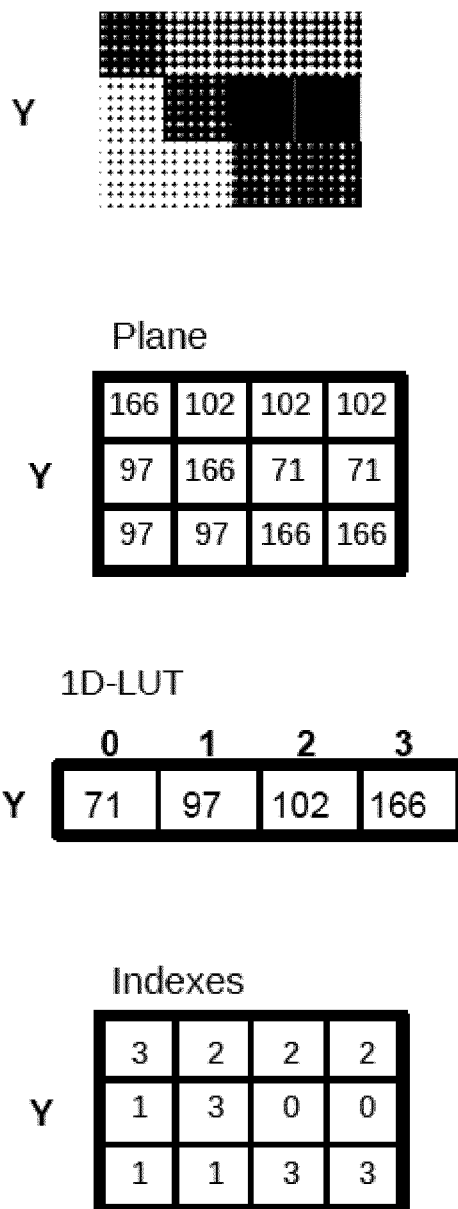 Y
Plane
166 102 102 102
Y 97 166 71 71
97 97 166 166
1D-LUT
0 1 2 3
Y 71 97 102 166
Indexes
3 2 2 2
Y 1 3 0 0
1 1 3 3